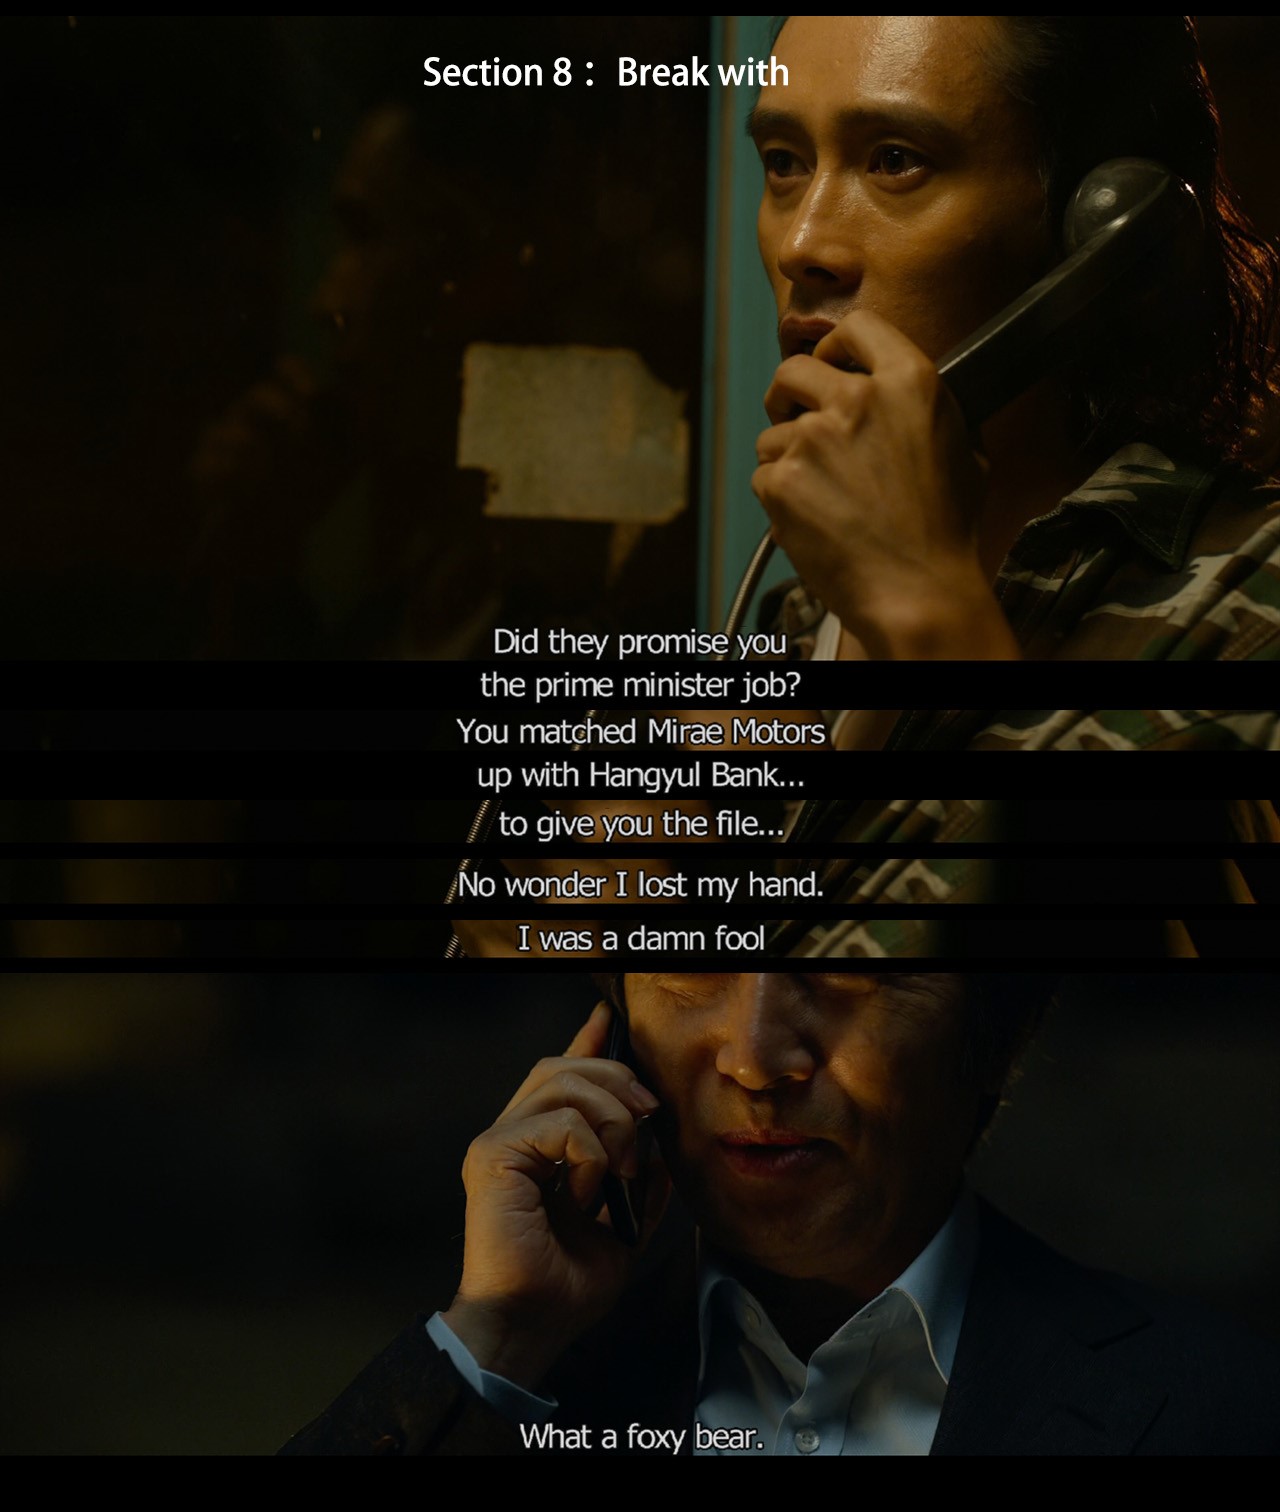 Section 8： Break with
Did they promise you
the prime minister job?
You matched Mirae Motors
up with Hangyul Bank...
to give you the file...
No wonder I lost my hand.
I was a damn fool
What a foxy bear.